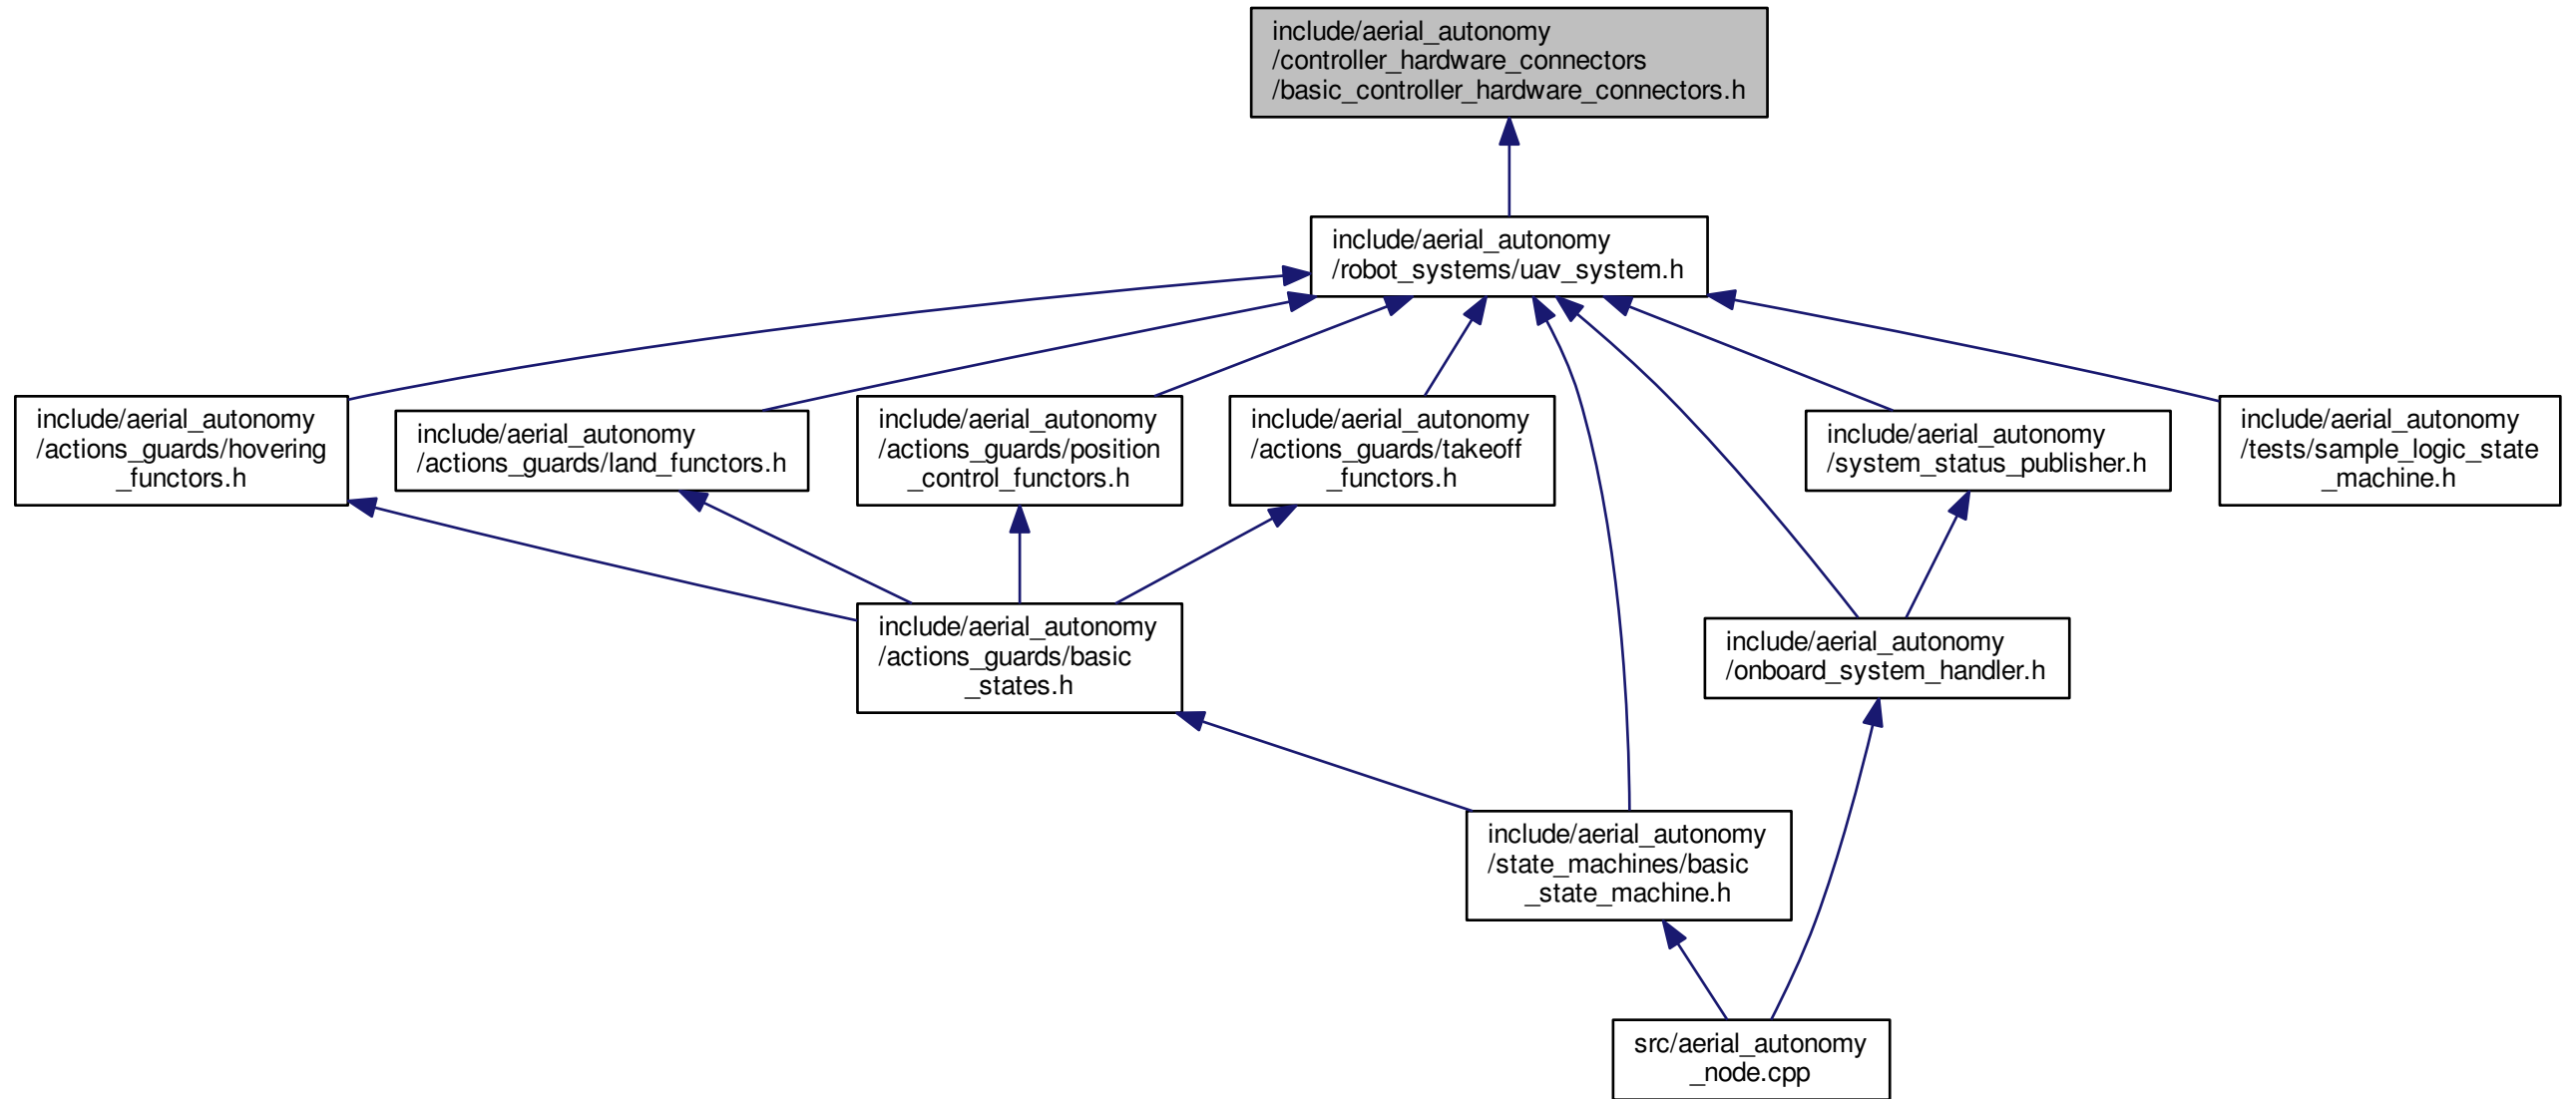 include/aerial_autonomy
/controller_hardware_connectors
/basic_controller_hardware_connectors.h
include/aerial_autonomy
/robot_systems/uav_system.h
include/aerial_autonomy
/actions_guards/hovering
_functors.h
include/aerial_autonomy
/actions_guards/land_functors.h
include/aerial_autonomy
/actions_guards/position
_control_functors.h
include/aerial_autonomy
/actions_guards/takeoff
_functors.h
include/aerial_autonomy
/system_status_publisher.h
include/aerial_autonomy
/tests/sample_logic_state
_machine.h
include/aerial_autonomy
/actions_guards/basic
_states.h
include/aerial_autonomy
/onboard_system_handler.h
include/aerial_autonomy
/state_machines/basic
_state_machine.h
src/aerial_autonomy
_node.cpp